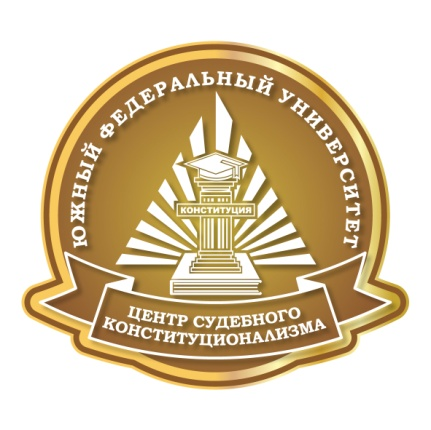 ЮЖНЫЙ ФЕДЕРАЛЬНЫЙ УНИВЕРСИТЕТ
КОНСТИТУЦИЯ
ЦЕНТР СУДЕБНОГО
КОНСТИТУЦИОНАЛИЗМА